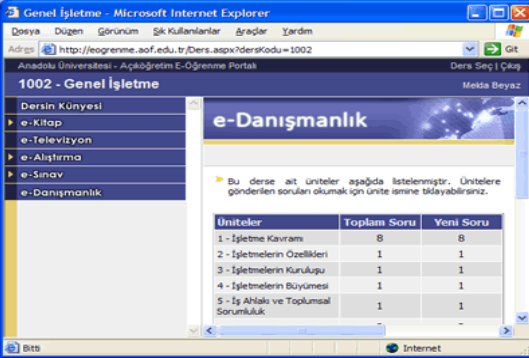 Genel İşletme - Microsoft Internet Explorer
Dosya Düzen Görünüm Sık Kullanılanlar Araçlar Yardım
Adres http://eogrenme.aof.edu.tr/Ders.aspx?dersKodu=1002 Git
Anadolu Üniversitesi - Açıköğretim E-Öğrenme Portalı Ders Seç | Çıkış
1002 - Genel İşletme Melda Beyaz
Dersin Künyesi
e-Kitap
e-Televizyon
e-Alıştırma
e-Sınav
e-Danışmanlık
e-Danışmanlık
Bu derse ait üniteler aşağıda listelenmiştir. Ünitelere
gönderilen soruları okumak için ünite ismine tıklayabilirsiniz.
Üniteler Toplam Soru Yeni Soru
1 - İşletme Kavramı 8 8
2 - İşletmelerin Özellikleri 1 1
3 - İşletmelerin Kuruluşu 1 1
4 - İşletmelerin Büyümesi 1 1
5 - İş Ahlakı ve Toplumsal
Sorumluluk 1 1
Bitti Internet